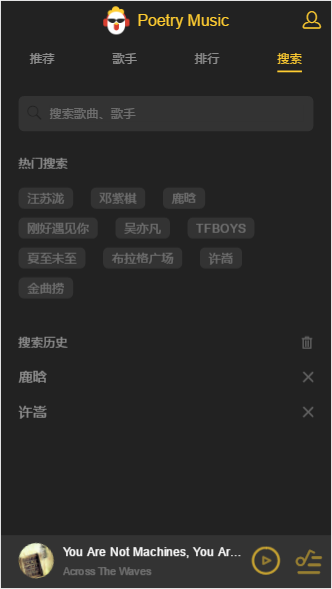 Poetry Music
推荐 歌手 排行 搜索
搜索歌曲、歌手
热门搜索
汪苏泷 邓紫棋 鹿晗
刚好遇见你 吴亦凡 TFBOYS
夏至未至 布拉格广场 许嵩
金曲捞
搜索历史
鹿晗
许嵩
You Are Not Machines, You Ar...
Across The Waves